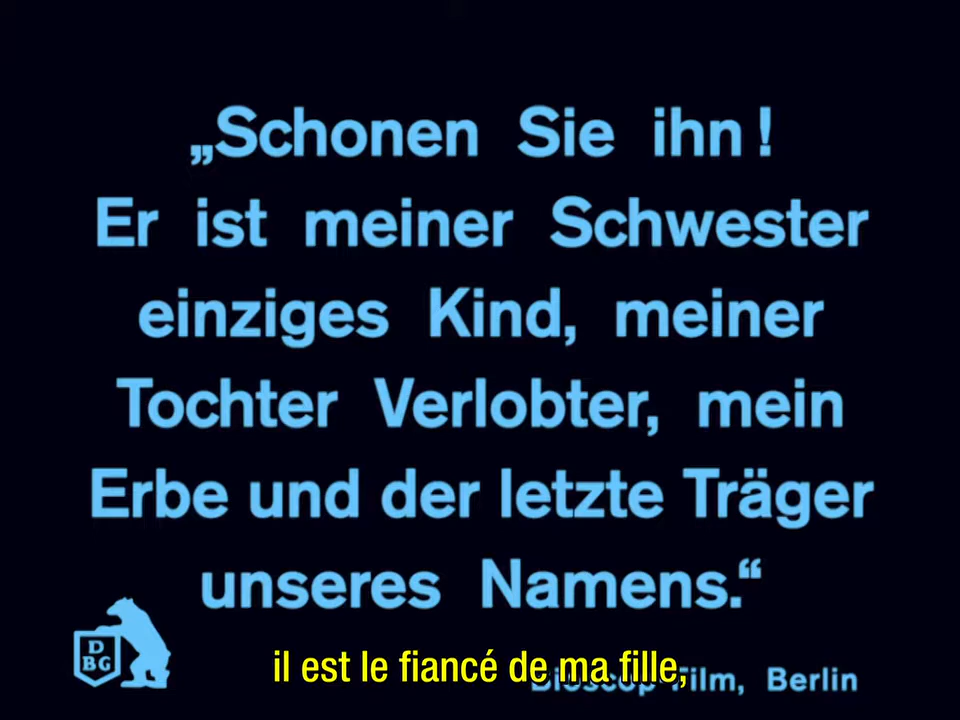 „Schonen Sie ihn!
Er ist meiner Schwester
einziges Kind, meiner
Tochter Verlobter, mein
Erbe und der letzte Träger
unseres Namens.“
D
BG
il est le fiancé de ma fille,
Bioscop-Film, Berlin